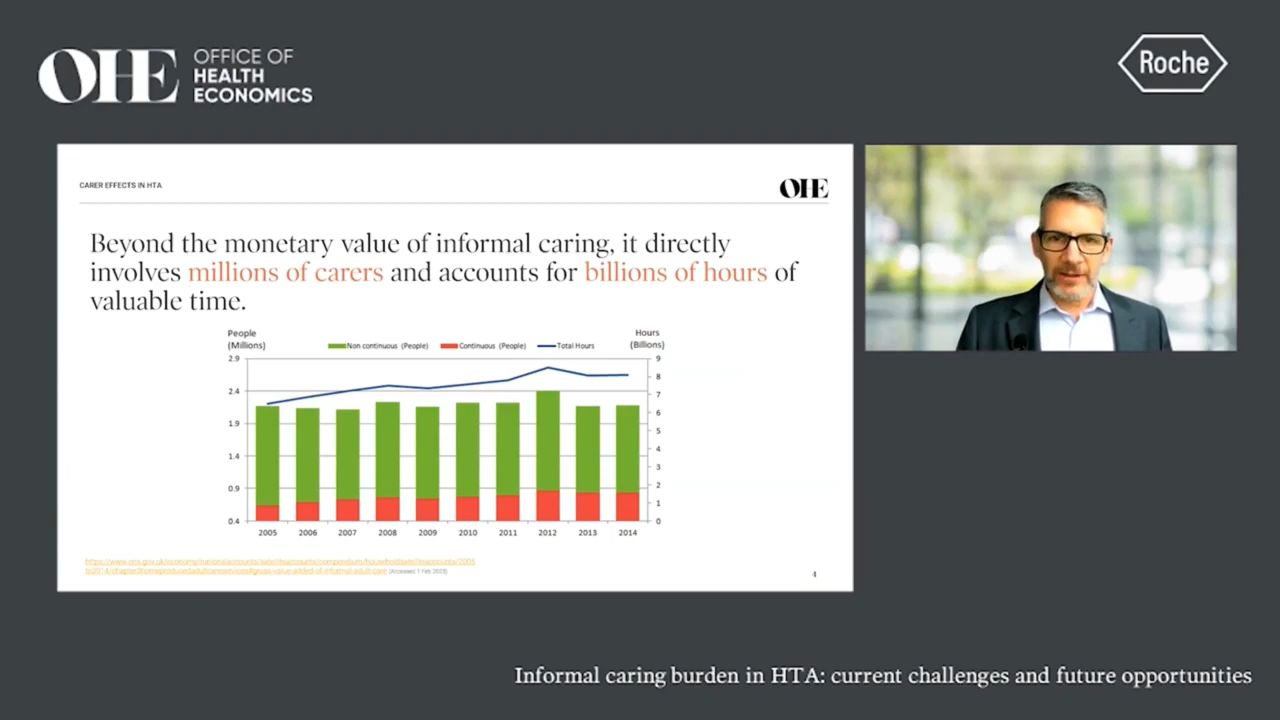 OHE
OFFICE OF
HEALTH
ECONOMICS
Roche
CARER EFFECTS IN HTA
OHE
Beyond the monetary value of informal caring, it directly
involves millions of carers and accounts for billions of hours of
valuable time.
People
(Millions)
Hours
(Billions)
Non continuous (People)
Continuous (People)
Total Hours
2.9
2.4
1.9
1.4
0.9
0.4
9
8
7
6
5
4
3
2
1
0
2005 2006 2007 2008 2009 2010 2011 2012 2013 2014
(Accessed 1 Feb 2023)
4
Informal caring burden in HTA: current challenges and future opportunities